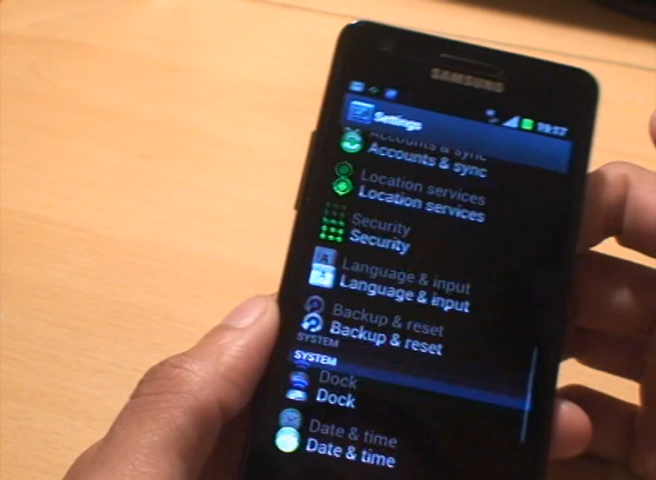 SAMSUNG
Settings
Accounts & sync
Accounts & sync
Location services
Location services
Security
Security
Language & input
Language & input
Backup & reset
Backup & reset
SYSTEM
SYSTEM
Dock
Dock
Date & time
Date & time